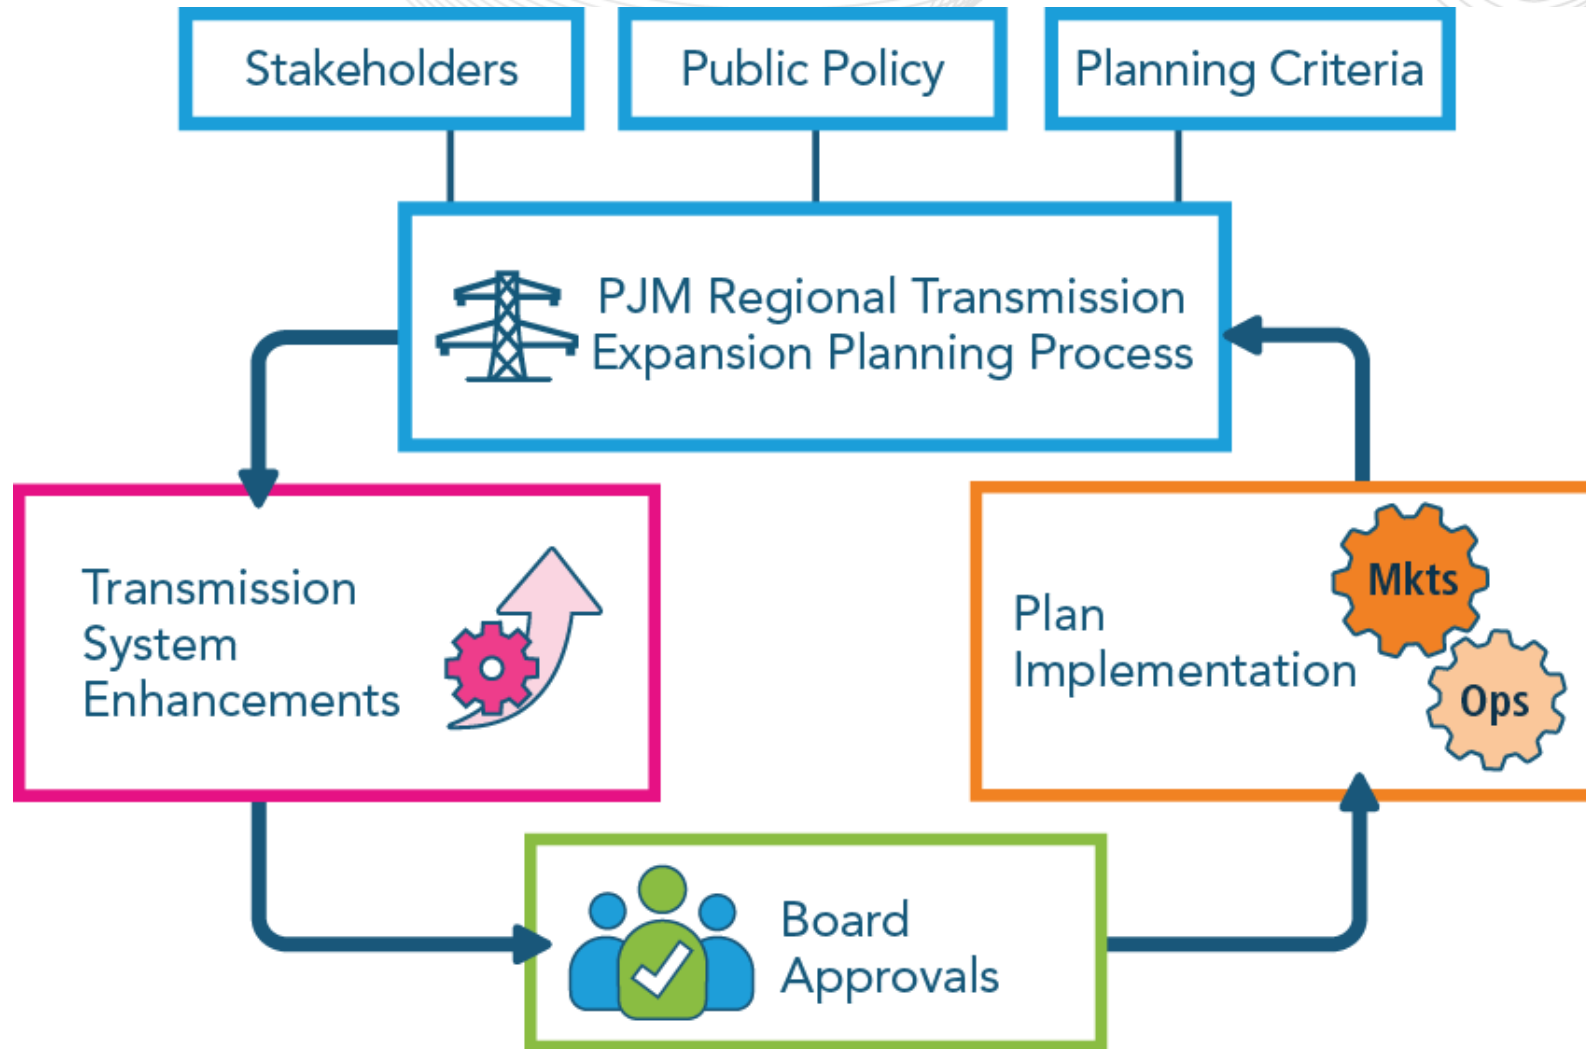 Stakeholders
Public Policy
Planning Criteria
PJM Regional Transmission
Expansion Planning Process
Transmission
System
Enhancements
Plan
Implementation
Mkts
Ops
Board
Approvals